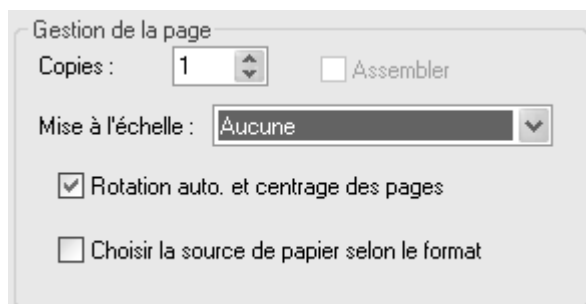 Gestion de la page
Copies : 1 Assembler
Mise à l'échelle : Aucune
Rotation auto. et centrage des pages
Choisir la source de papier selon le format